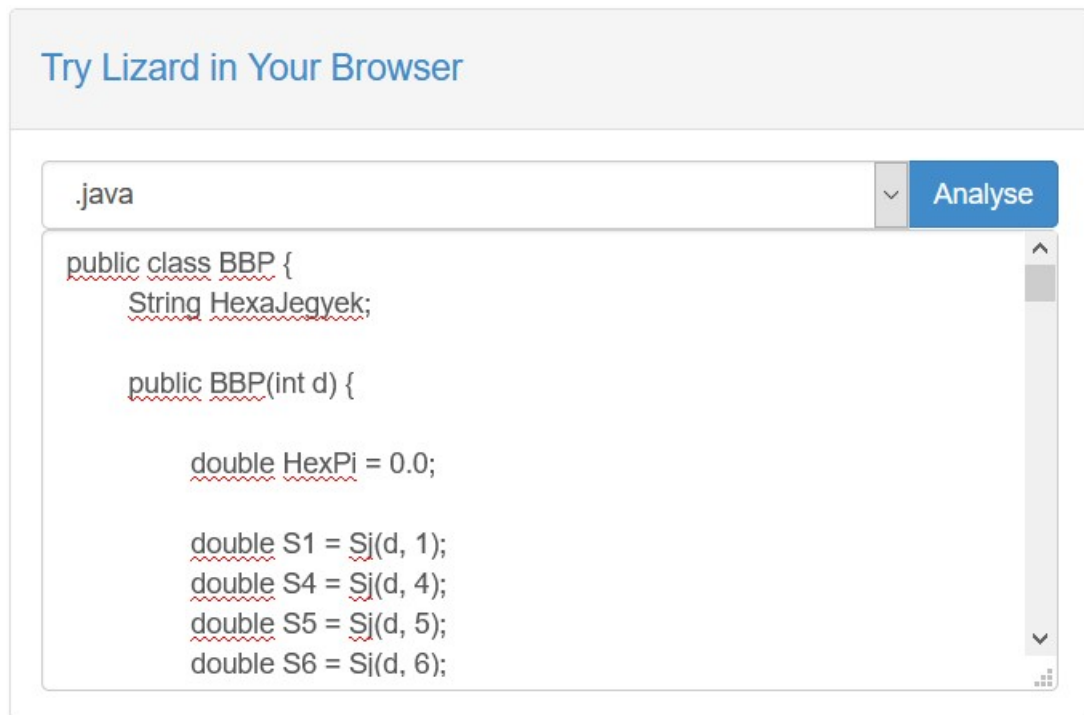 Try Lizard in Your Browser
.java
Analyse
public class BBP {
String HexaJegyek;
public BBP(int d) {
double HexPi = 0.0;
double S1 = Sj(d, 1);
double S4 = Sj(d, 4);
double S5 = Sj(d, 5);
double S6 = Sj(d, 6);